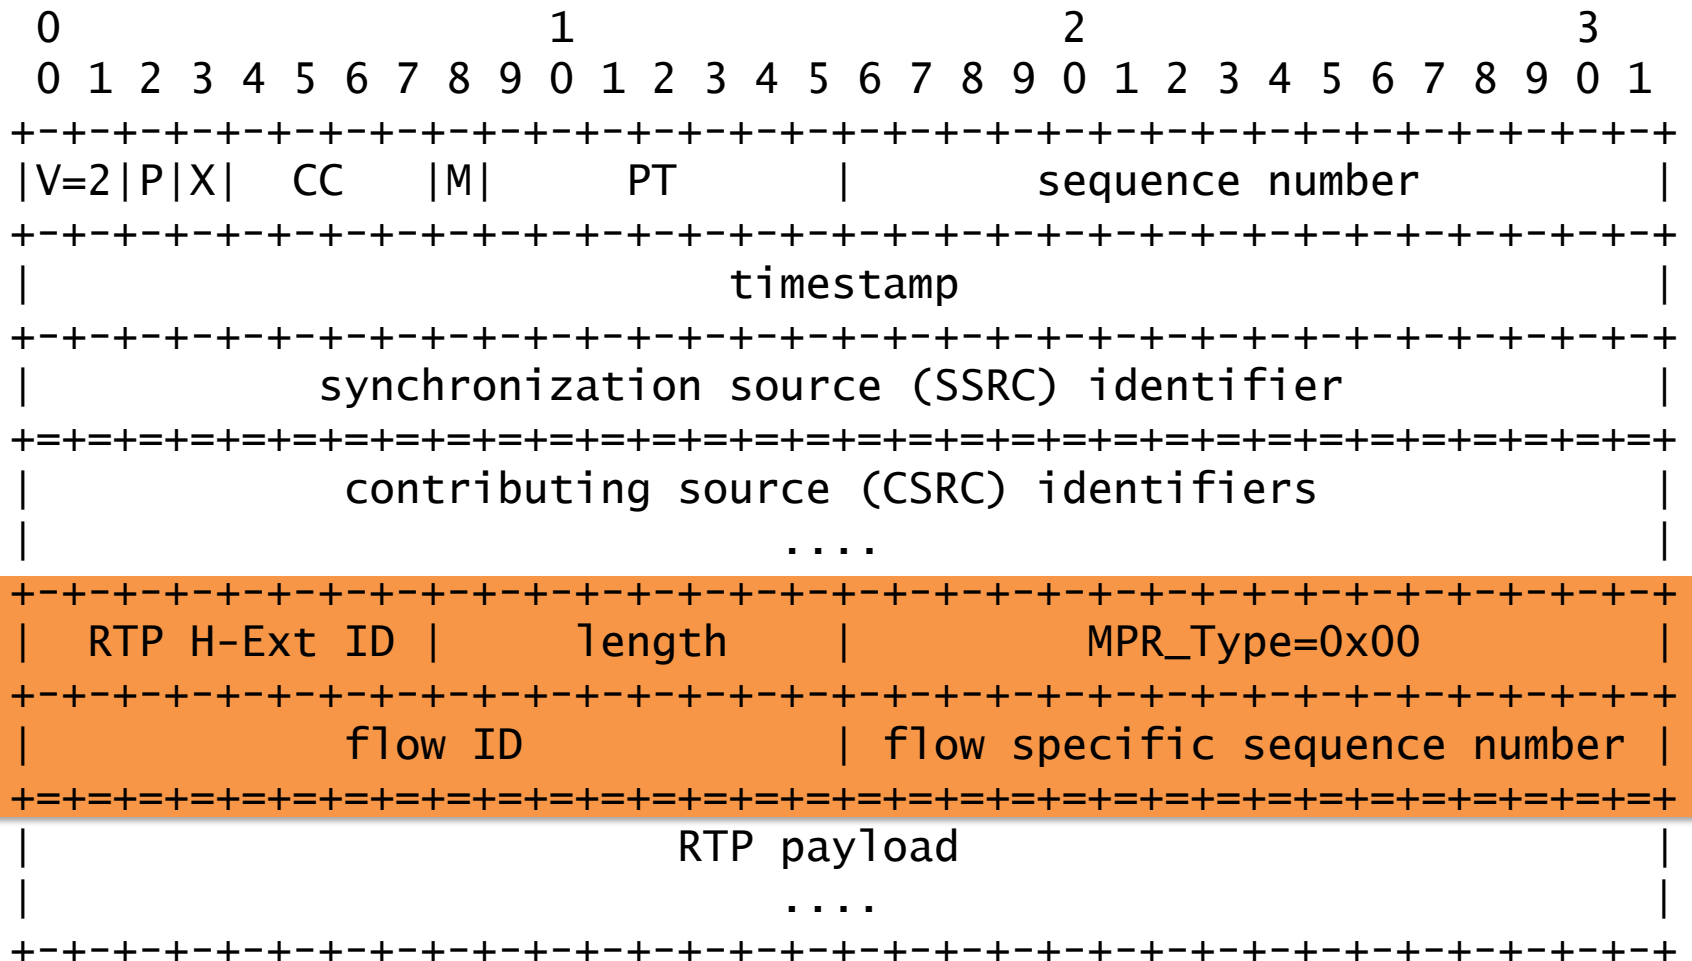 0                   1                   2                   3
 0 1 2 3 4 5 6 7 8 9 0 1 2 3 4 5 6 7 8 9 0 1 2 3 4 5 6 7 8 9 0 1
+-+-+-+-+-+-+-+-+-+-+-+-+-+-+-+-+-+-+-+-+-+-+-+-+-+-+-+-+-+-+-+-+
|V=2|P|X|  CC   |M|     PT      |       sequence number         |
+-+-+-+-+-+-+-+-+-+-+-+-+-+-+-+-+-+-+-+-+-+-+-+-+-+-+-+-+-+-+-+-+
|                           timestamp                           |
+-+-+-+-+-+-+-+-+-+-+-+-+-+-+-+-+-+-+-+-+-+-+-+-+-+-+-+-+-+-+-+-+
|           synchronization source (SSRC) identifier            |
+=+=+=+=+=+=+=+=+=+=+=+=+=+=+=+=+=+=+=+=+=+=+=+=+=+=+=+=+=+=+=+=+
|            contributing source (CSRC) identifiers             |
|                             ....                              |
+-+-+-+-+-+-+-+-+-+-+-+-+-+-+-+-+-+-+-+-+-+-+-+-+-+-+-+-+-+-+-+-+
|  RTP H-Ext ID |     length    |         MPR_Type=0x00         |
+-+-+-+-+-+-+-+-+-+-+-+-+-+-+-+-+-+-+-+-+-+-+-+-+-+-+-+-+-+-+-+-+
|            flow ID            | flow specific sequence number |
+=+=+=+=+=+=+=+=+=+=+=+=+=+=+=+=+=+=+=+=+=+=+=+=+=+=+=+=+=+=+=+=+
|                         RTP payload                           |
|                             ....                              |
+-+-+-+-+-+-+-+-+-+-+-+-+-+-+-+-+-+-+-+-+-+-+-+-+-+-+-+-+-+-+-+-+